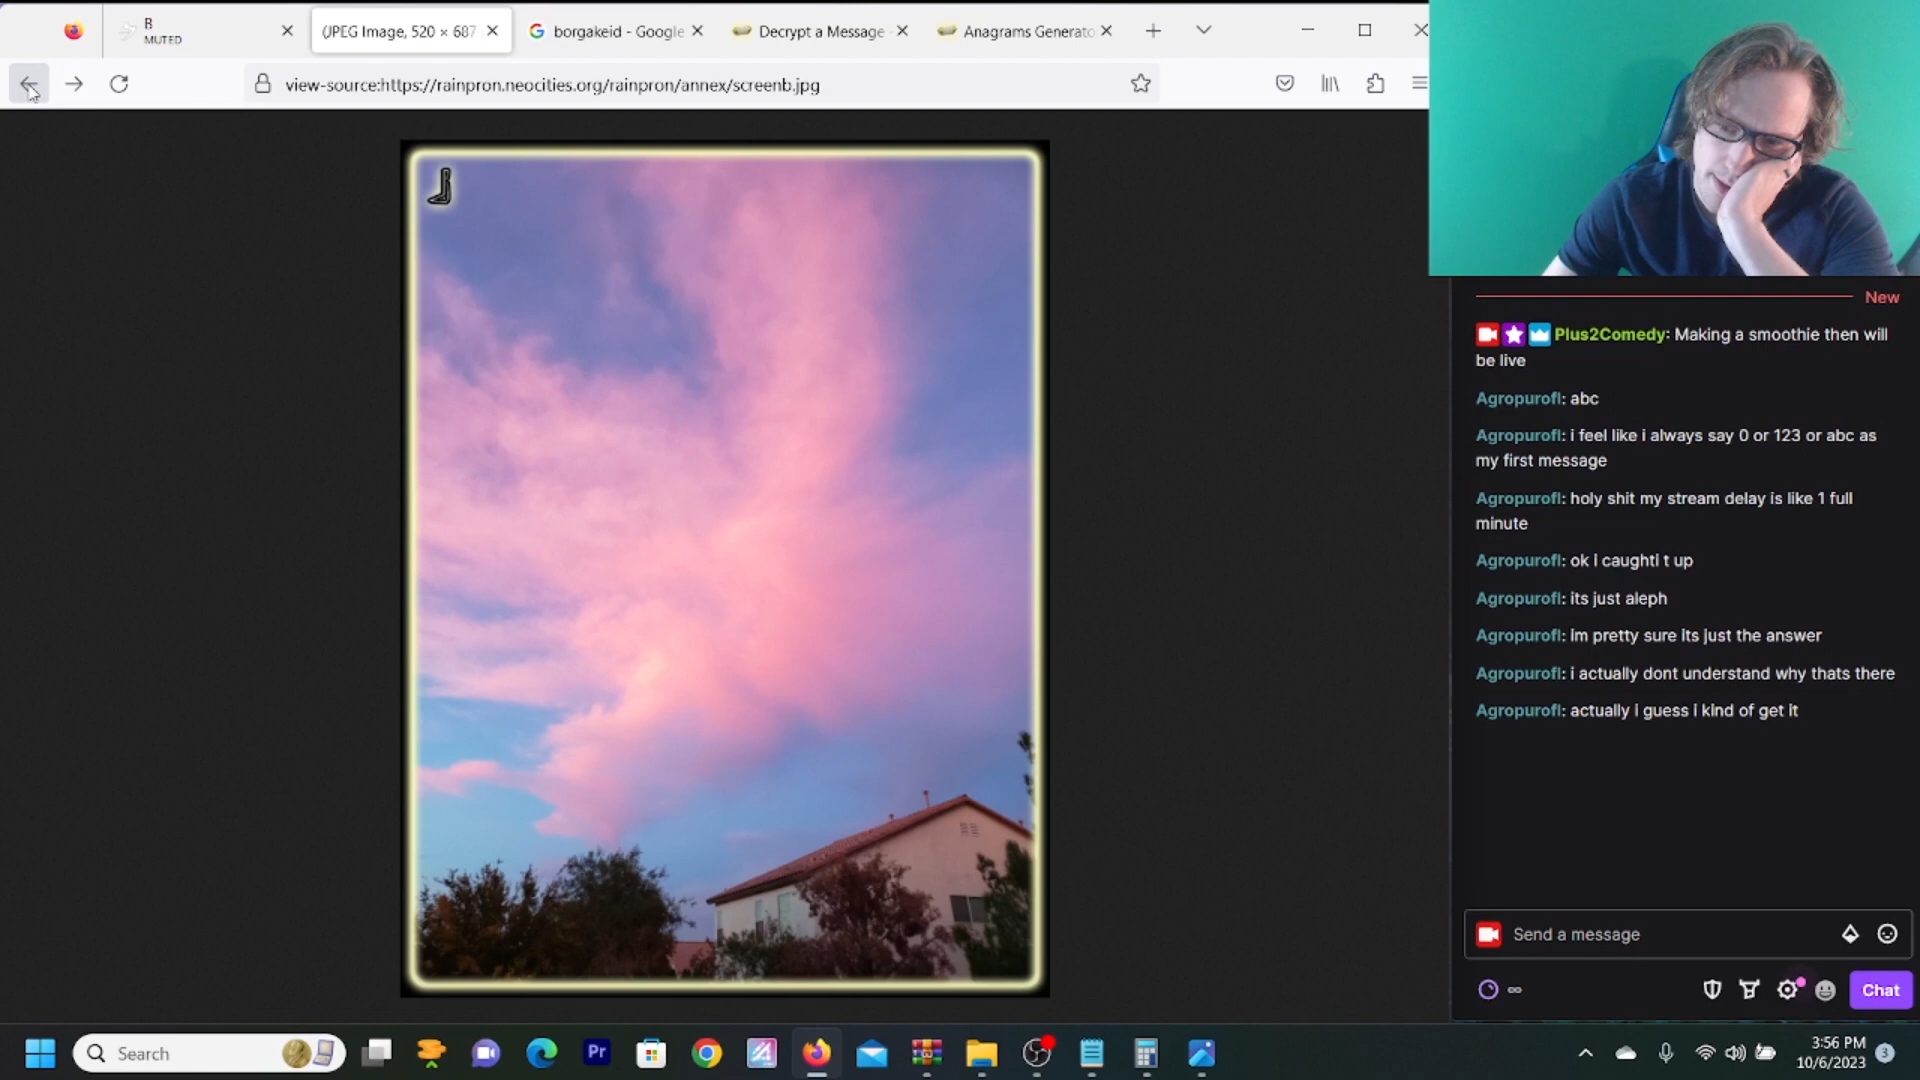 B
MUTED
(JPEG Image, 520 × 687
borgakeid - Google
Decrypt a Message -
Anagrams Generato
view-source:https://rainpron.neocities.org/rainpron/annex/screenb.jpg
New
Plus2Comedy: Making a smoothie then will
be live
Agropurofl: abc
Agropurofl: i feel like i always say 0 or 123 or abc as
my first message
Agropurofl: holy shit my stream delay is like 1 full
minute
Agropurofl: ok i caughti t up
Agropurofl: its just aleph
Agropurofl: im pretty sure its just the answer
Agropurofl: i actually dont understand why thats there
Agropurofl: actually i guess i kind of get it
Send a message
Chat
Search
Pr
3:56 PM
10/6/2023
3